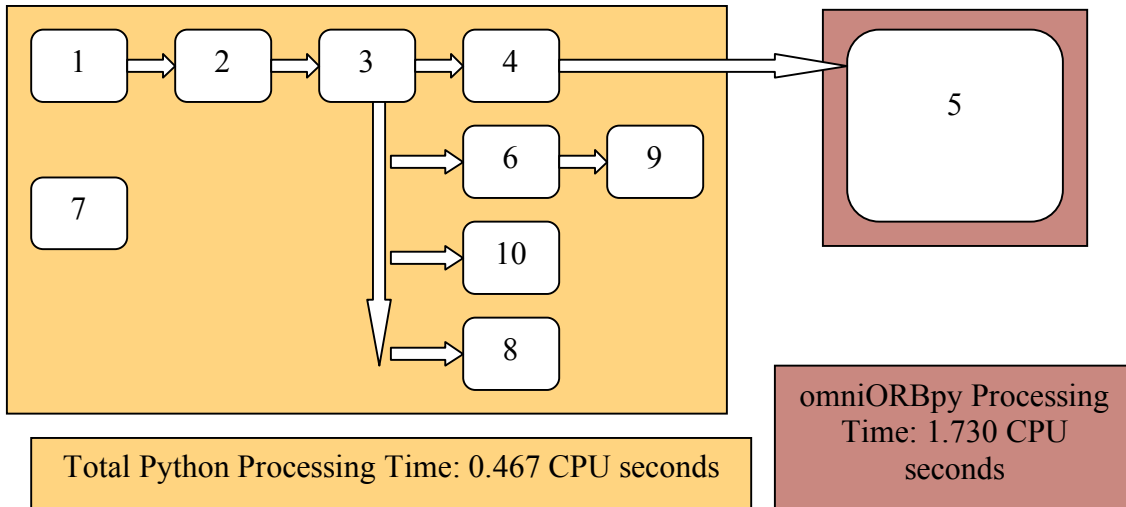 1
2
3
4
5
6
9
7
10
8
omniORBpy Processing
Time: 1.730 CPU
seconds
Total Python Processing Time: 0.467 CPU seconds